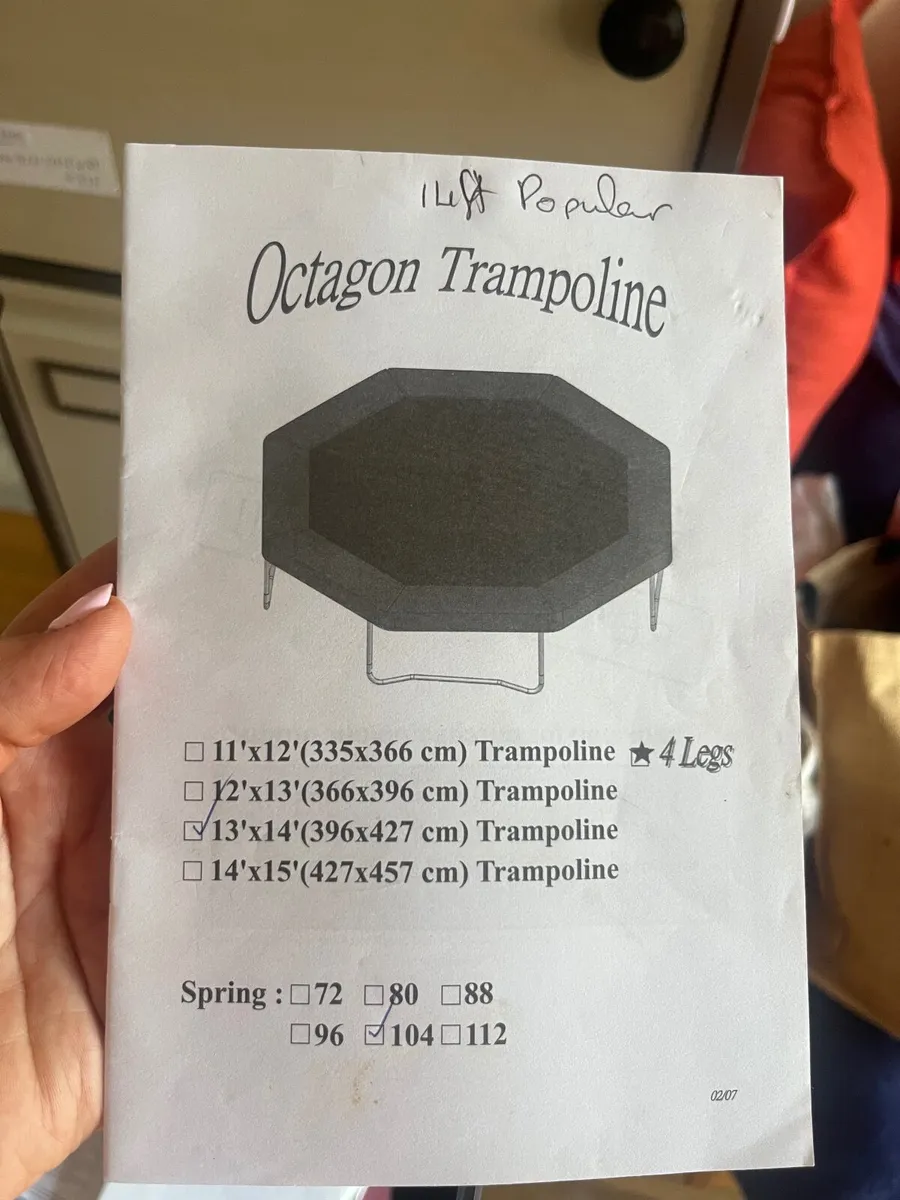 14ft Popular
Octagon Trampoline
☐ 11'x12'(335x366 cm) Trampoline ★ 4 Legs
☐ 12'x13'(366x396 cm) Trampoline
☑ 13'x14'(396x427 cm) Trampoline
☐ 14'x15'(427x457 cm) Trampoline
Spring : ☐72 ☐80 ☐88
☐96 ☑104 ☐112
02/07